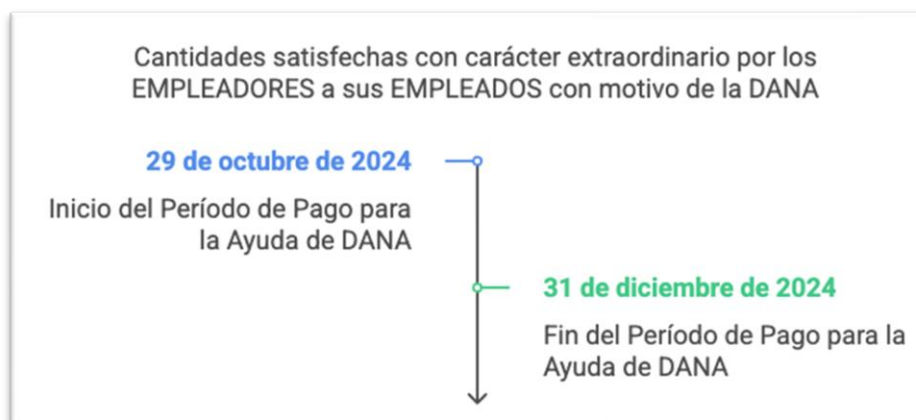 Cantidades satisfechas con carácter extraordinario por los
EMPLEADORES a sus EMPLEADOS con motivo de la DANA
29 de octubre de 2024
Inicio del Período de Pago para
la Ayuda de DANA
31 de diciembre de 2024
Fin del Período de Pago para la
Ayuda de DANA